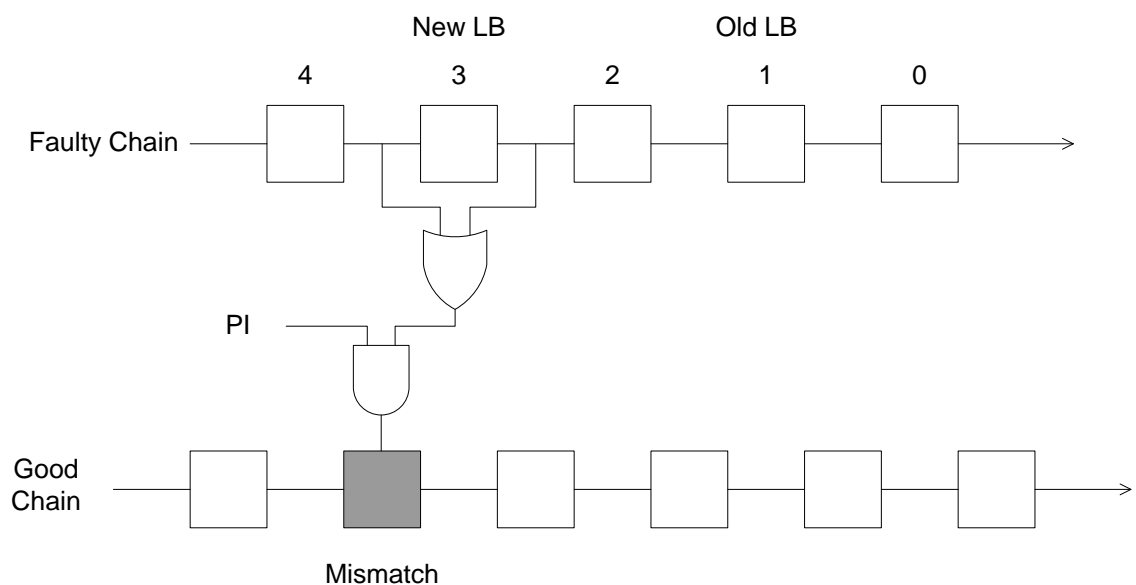 New LB Old LB
4 3 2 1 0
Faulty Chain
PI
Good
Chain
Mismatch